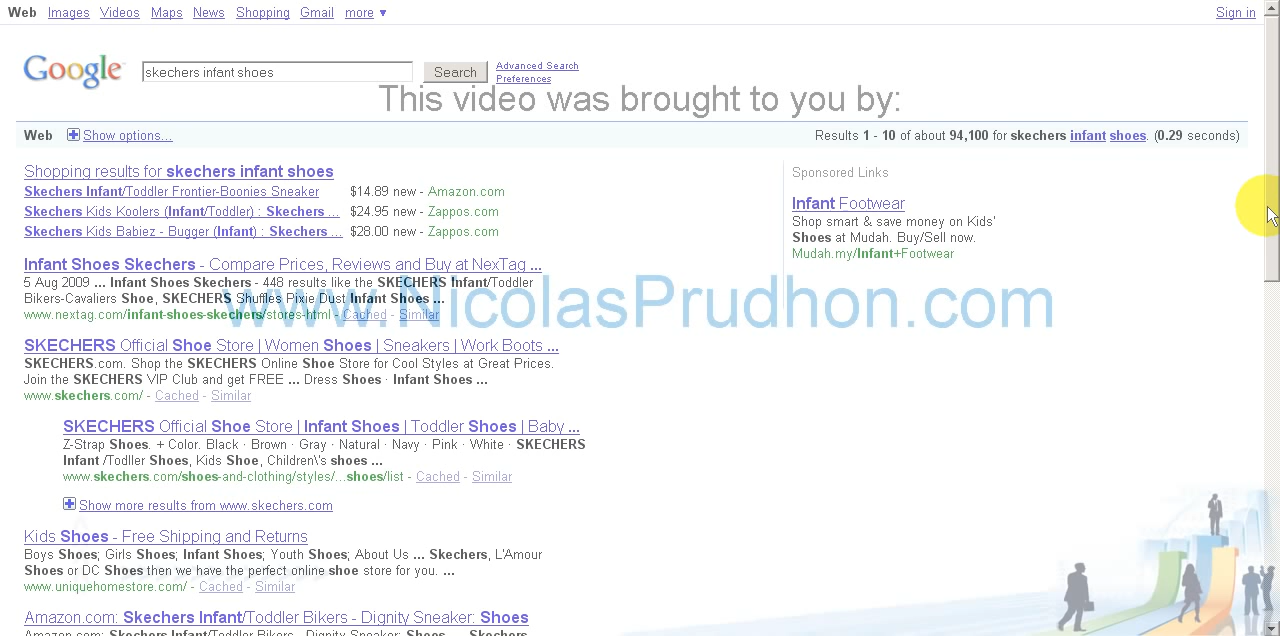 Web Images Videos Maps News Shopping Gmail more ▼ Sign in
Google skechers infant shoes Search Advanced Search
Preferences
This video was brought to you by:
Web Show options... Results 1 - 10 of about 94,100 for skechers infant shoes. (0.29 seconds)
Shopping results for skechers infant shoes
Skechers Infant/Toddler Frontier-Boonies Sneaker $14.89 new - Amazon.com
Skechers Kids Koolers (Infant/Toddler) : Skechers ... $24.95 new - Zappos.com
Skechers Kids Babiez - Bugger (Infant) : Skechers ... $28.00 new - Zappos.com
Sponsored Links
Infant Footwear
Shop smart & save money on Kids'
Shoes at Mudah. Buy/Sell now.
Mudah.my/Infant+Footwear
Infant Shoes Skechers - Compare Prices, Reviews and Buy at NexTag ...
5 Aug 2009 ... Infant Shoes Skechers - 448 results like the SKECHERS Infant/Toddler
Bikers-Cavaliers Shoe, SKECHERS Shuffles Pixie Dust Infant Shoes ...
www.nextag.com/infant-shoes-skechers/stores-html - Cached - Similar
www.NicolasPrudhon.com
SKECHERS Official Shoe Store | Women Shoes | Sneakers | Work Boots ...
SKECHERS.com. Shop the SKECHERS Online Shoe Store for Cool Styles at Great Prices.
Join the SKECHERS VIP Club and get FREE ... Dress Shoes · Infant Shoes ...
www.skechers.com/ - Cached - Similar
SKECHERS Official Shoe Store | Infant Shoes | Toddler Shoes | Baby ...
Z-Strap Shoes. + Color. Black · Brown · Gray · Natural · Navy · Pink · White · SKECHERS
Infant /Todller Shoes, Kids Shoe, Children\'s shoes ...
www.skechers.com/shoes-and-clothing/styles/...shoes/list - Cached - Similar
Show more results from www.skechers.com
Kids Shoes - Free Shipping and Returns
Boys Shoes; Girls Shoes; Infant Shoes; Youth Shoes; About Us ... Skechers, L'Amour
Shoes or DC Shoes then we have the perfect online shoe store for you. ...
www.uniquehomestore.com/ - Cached - Similar
Amazon.com: Skechers Infant/Toddler Bikers - Dignity Sneaker: Shoes
Amazon.com: Skechers Infant/Toddler Bikers - Dignity Sneaker: Shoes ... Skechers